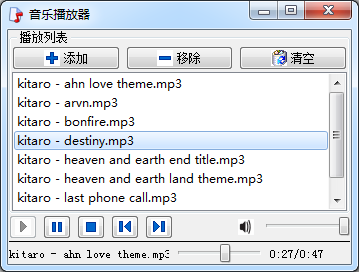 音乐播放器
播放列表
添加 移除 清空
kitaro - ahn love theme.mp3
kitaro - arvn.mp3
kitaro - bonfire.mp3
kitaro - destiny.mp3
kitaro - heaven and earth end title.mp3
kitaro - heaven and earth land theme.mp3
kitaro - last phone call.mp3
kitaro - ahn love theme.mp3 0:27/0:47